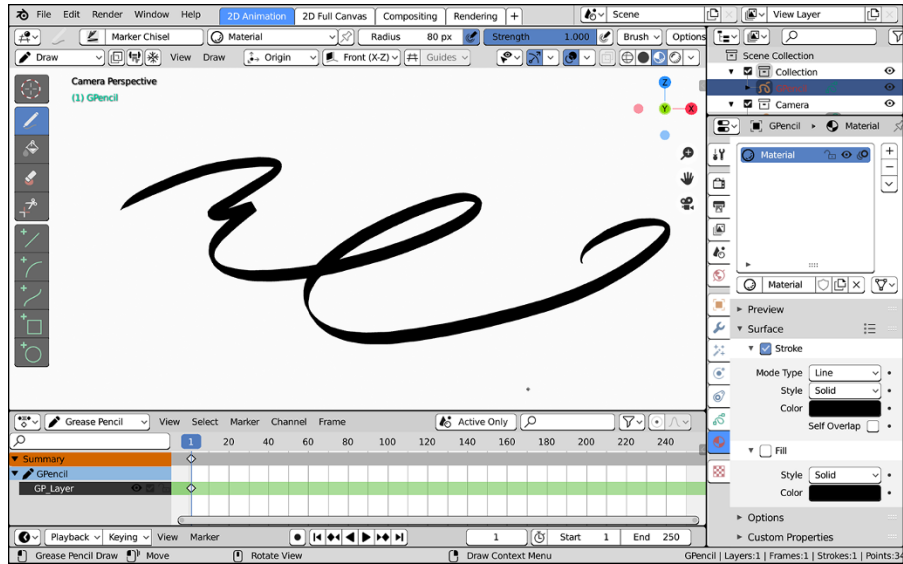 File Edit Render Window Help 2D Animation 2D Full Canvas Compositing Rendering + Scene View Layer
Marker Chisel Material Radius 80 px Strength 1.000 Brush Options
Draw View Draw Origin Front (X-Z) Guides
Camera Perspective
(1) GPencil
Scene Collection
Collection
Camera
GPencil Material
Material
Material
Preview
Surface
Stroke
Mode Type Line
Style Solid
Color
Self Overlap
Fill
Style Solid
Color
Options
Custom Properties
Grease Pencil View Select Marker Channel Frame Active Only
1 20 40 60 80 100 120 140 160 180 200 220 240
Summary
GPencil
GP_Layer
Playback Keying View Marker 1 Start 1 End 250
Grease Pencil Draw Move Rotate View Draw Context Menu GPencil | Layers:1 | Frames:1 | Strokes:1 | Points:34